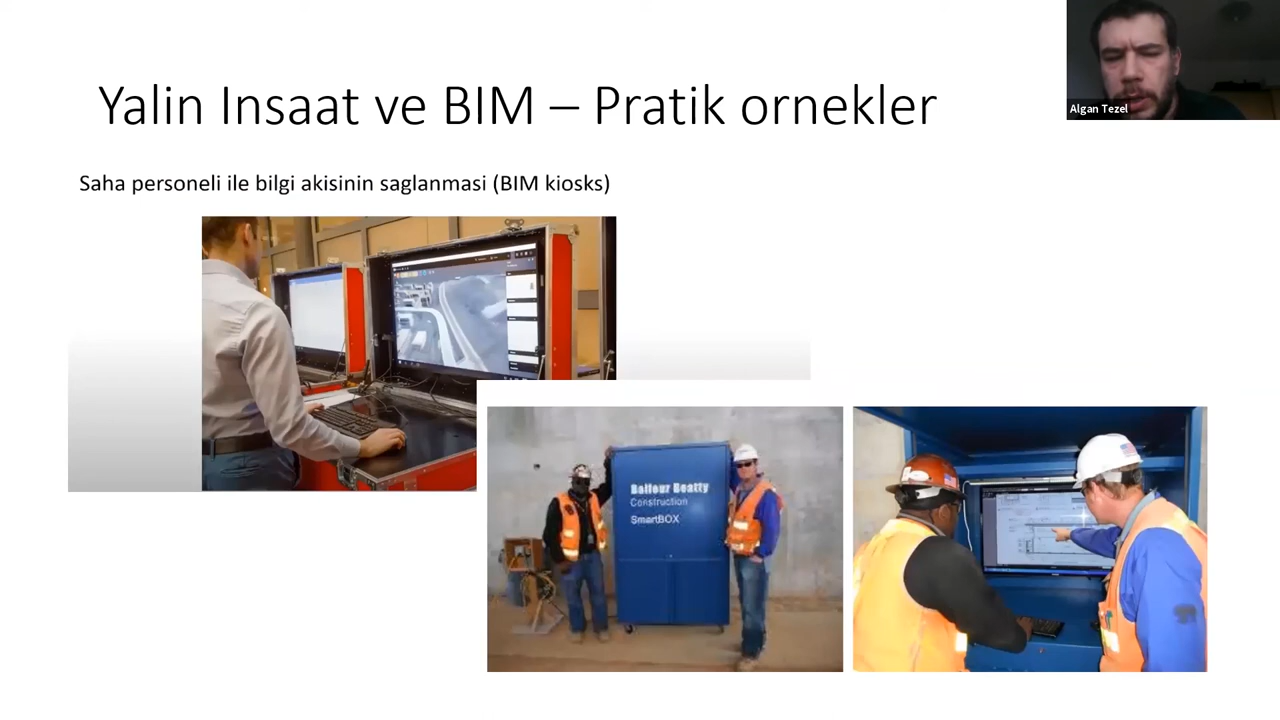 Yalin Insaat ve BIM – Pratik ornekler
Algan Tezel
Saha personeli ile bilgi akisinin saglanmasi (BIM kiosks)
Balfour Beatty
Construction
SmartBOX